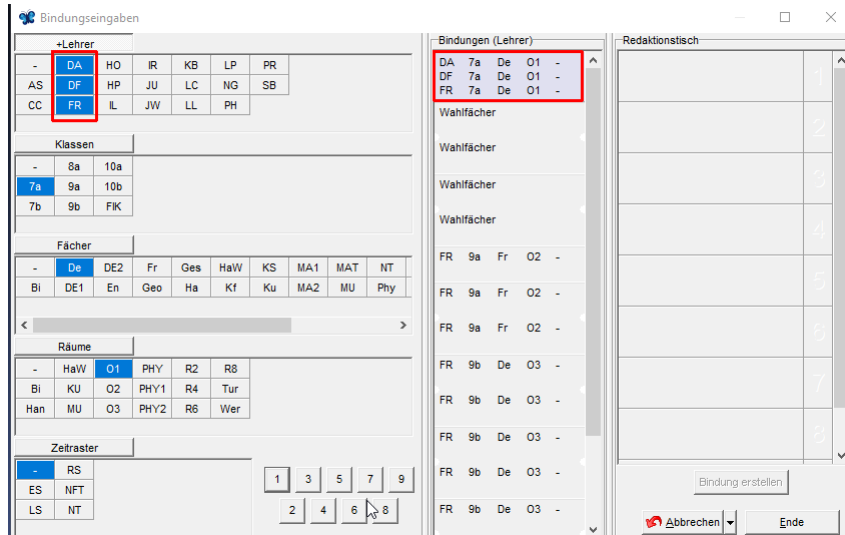 Bindungseingaben
+Lehrer
- DA HO IR KB LP PR
AS DF HP JU LC NG SB
CC FR IL JW LL PH
Klassen
- 8a 10a
7a 9a 10b
7b 9b FIK
Fächer
- De DE2 Fr Ges HaW KS MA1 MAT NT
Bi DE1 En Geo Ha Kf Ku MA2 MU Phy
Räume
- HaW O1 PHY R2 R8
Bi KU O2 PHY1 R4 Tur
Han MU O3 PHY2 R6 Wer
Zeitraster
- RS
ES NFT
LS NT
1 3 5 7 9
2 4 6 8
Bindungen (Lehrer)
DA 7a De O1 -
DF 7a De O1 -
FR 7a De O1 -
Wahlfächer
Wahlfächer
Wahlfächer
Wahlfächer
FR 9a Fr O2 -
FR 9a Fr O2 -
FR 9a Fr O2 -
FR 9b De O3 -
FR 9b De O3 -
FR 9b De O3 -
FR 9b De O3 -
FR 9b De O3 -
Redaktionstisch
1
2
3
4
5
6
7
8
Bindung erstellen
Abbrechen
Ende